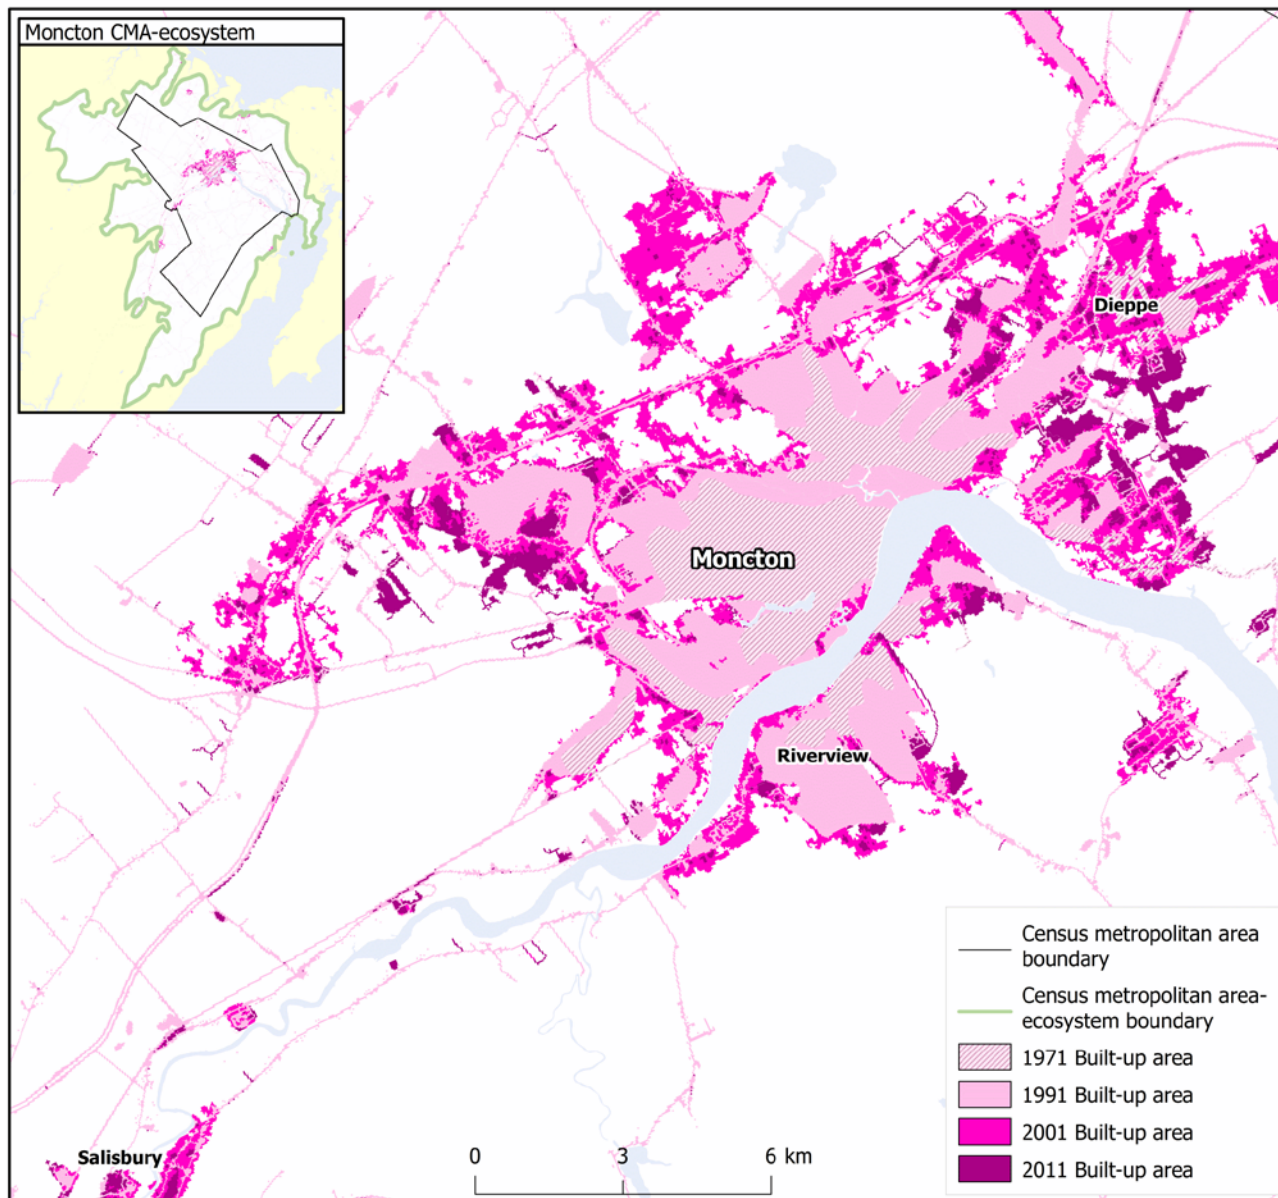 Moncton CMA-ecosystem
Dieppe
Moncton
Riverview
Salisbury
0 3 6 km
Census metropolitan area
boundary
Census metropolitan area-
ecosystem boundary
1971 Built-up area
1991 Built-up area
2001 Built-up area
2011 Built-up area